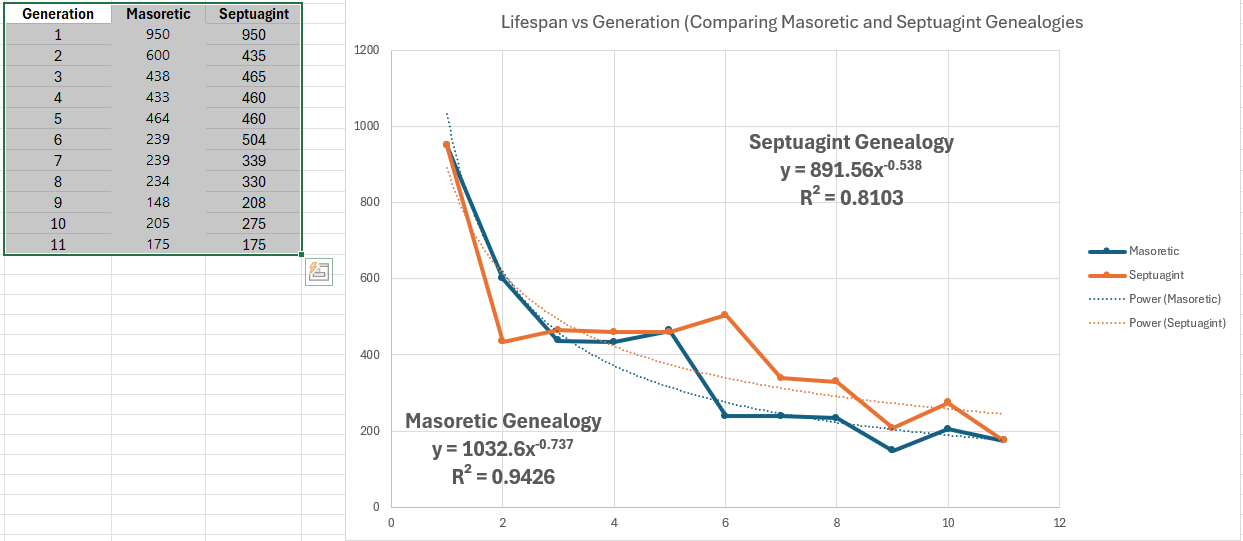 Generation Masoretic Septuagint
1 950 950
2 600 435
3 438 465
4 433 460
5 464 460
6 239 504
7 239 339
8 234 330
9 148 208
10 205 275
11 175 175
Lifespan vs Generation (Comparing Masoretic and Septuagint Genealogies
1200
1000
800
600
400
200
0
0 2 4 6 8 10 12
Septuagint Genealogy
y = 891.56x⁻⁰·⁵³⁸
R² = 0.8103
Masoretic Genealogy
y = 1032.6x⁻⁰·⁷³⁷
R² = 0.9426
Masoretic
Septuagint
Power (Masoretic)
Power (Septuagint)